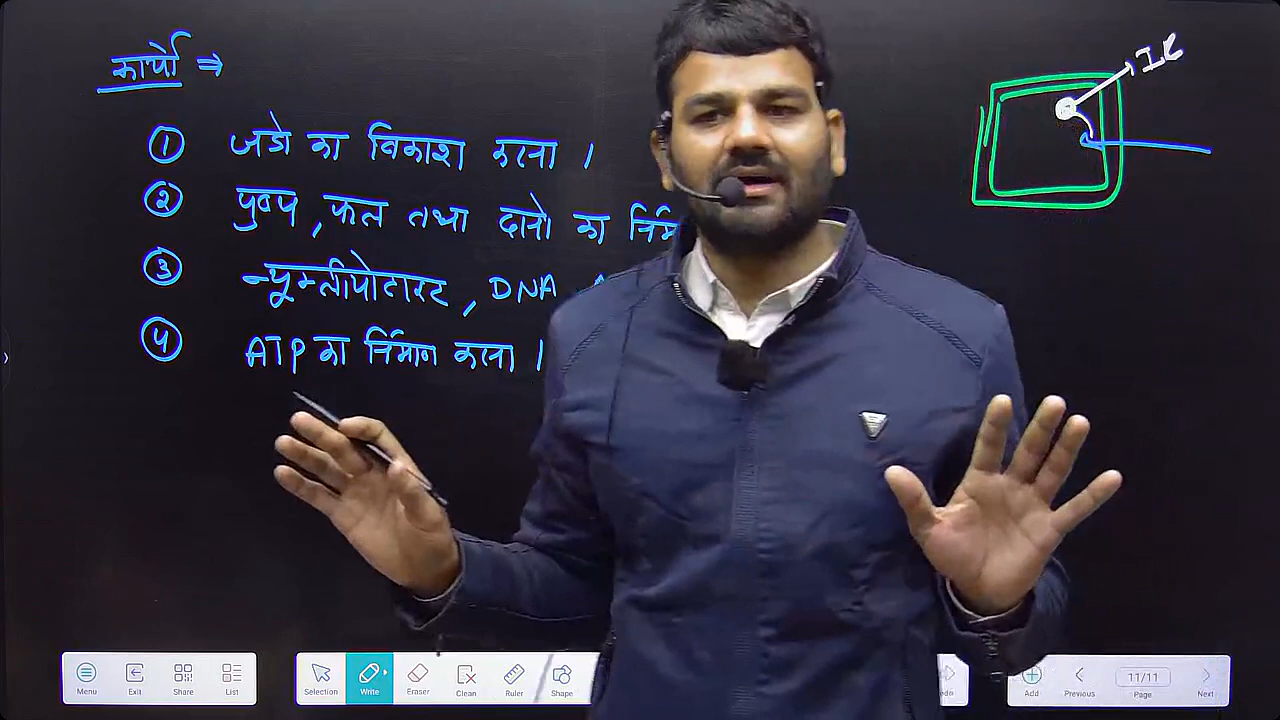 कार्यो ⇒
① जडो का विकाश करना ।
② पुष्प, फल तथा दानो का
③ न्यूक्लीयोटाइट, DNA
④ ATP का र्निमान करना ।
Menu Exit Share List Selection Write Eraser Clean Ruler Shape Add Previous 11/11 Page Next